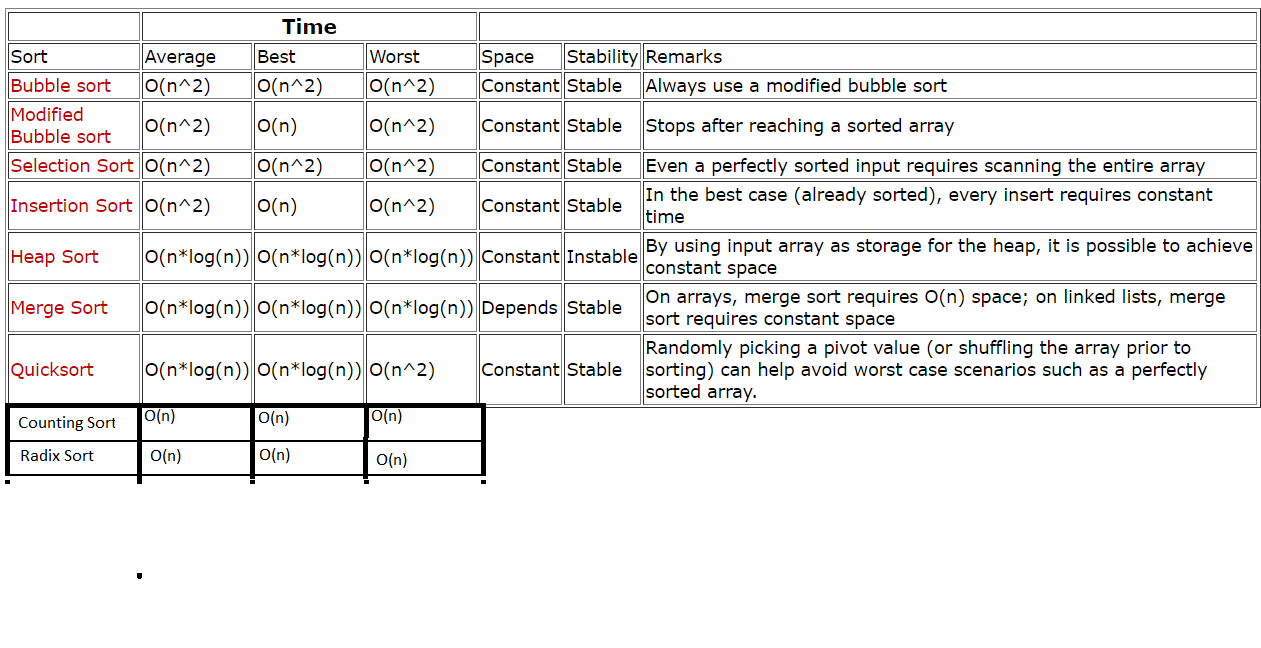 Time
Sort Average Best Worst Space Stability Remarks
Bubble sort O(n^2) O(n^2) O(n^2) Constant Stable Always use a modified bubble sort
Modified
Bubble sort O(n^2) O(n) O(n^2) Constant Stable Stops after reaching a sorted array
Selection Sort O(n^2) O(n^2) O(n^2) Constant Stable Even a perfectly sorted input requires scanning the entire array
Insertion Sort O(n^2) O(n) O(n^2) Constant Stable In the best case (already sorted), every insert requires constant
time
Heap Sort O(n*log(n)) O(n*log(n)) O(n*log(n)) Constant Instable By using input array as storage for the heap, it is possible to achieve
constant space
Merge Sort O(n*log(n)) O(n*log(n)) O(n*log(n)) Depends Stable On arrays, merge sort requires O(n) space; on linked lists, merge
sort requires constant space
Quicksort O(n*log(n)) O(n*log(n)) O(n^2) Constant Stable Randomly picking a pivot value (or shuffling the array prior to
sorting) can help avoid worst case scenarios such as a perfectly
sorted array.
Counting Sort O(n) O(n) O(n)
Radix Sort O(n) O(n) O(n)